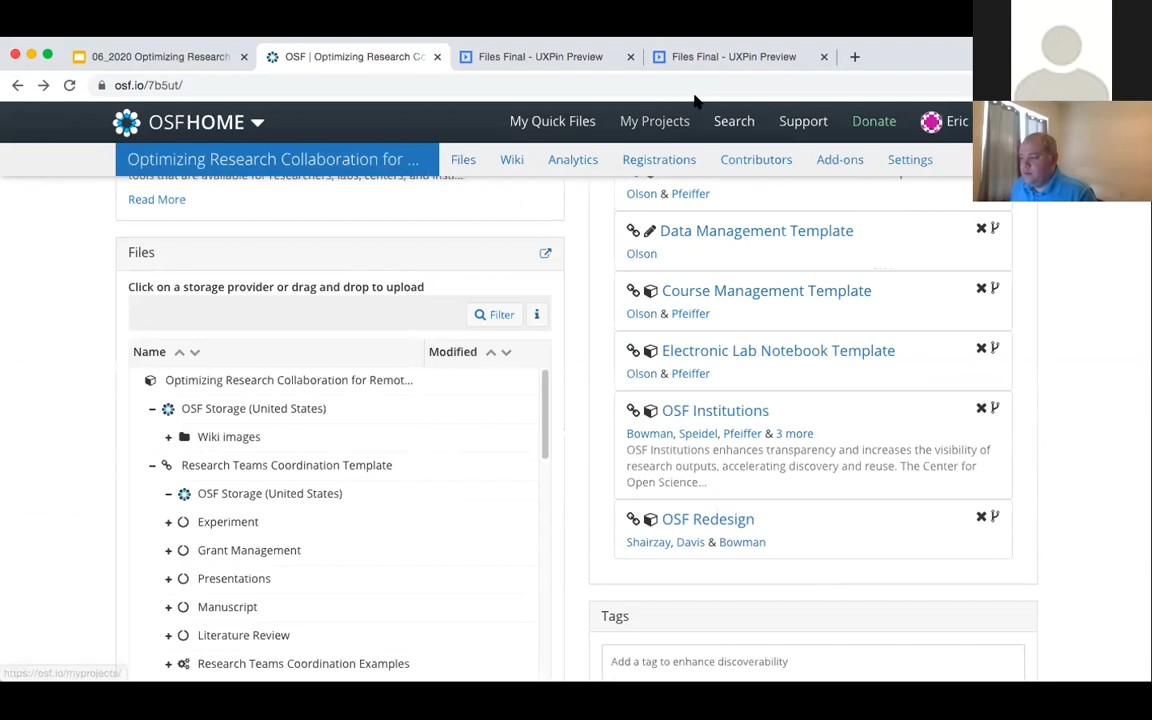 06_2020 Optimizing Research
OSF | Optimizing Research Co
Files Final - UXPin Preview
Files Final - UXPin Preview
osf.io/7b5ut/
OSFHOME
My Quick Files
My Projects
Search
Support
Donate
Eric
Optimizing Research Collaboration for ...
Files
Wiki
Analytics
Registrations
Contributors
Add-ons
Settings
Read More
Files
Click on a storage provider or drag and drop to upload
Filter
Name
Modified
Optimizing Research Collaboration for Remot...
OSF Storage (United States)
Wiki images
Research Teams Coordination Template
OSF Storage (United States)
Experiment
Grant Management
Presentations
Manuscript
Literature Review
Research Teams Coordination Examples
Olson & Pfeiffer
Data Management Template
Olson
Course Management Template
Olson & Pfeiffer
Electronic Lab Notebook Template
Olson & Pfeiffer
OSF Institutions
Bowman, Speidel, Pfeiffer & 3 more
OSF Institutions enhances transparency and increases the visibility of
research outputs, accelerating discovery and reuse. The Center for
Open Science...
OSF Redesign
Shairzay, Davis & Bowman
Tags
Add a tag to enhance discoverability
https://osf.io/myprojects/